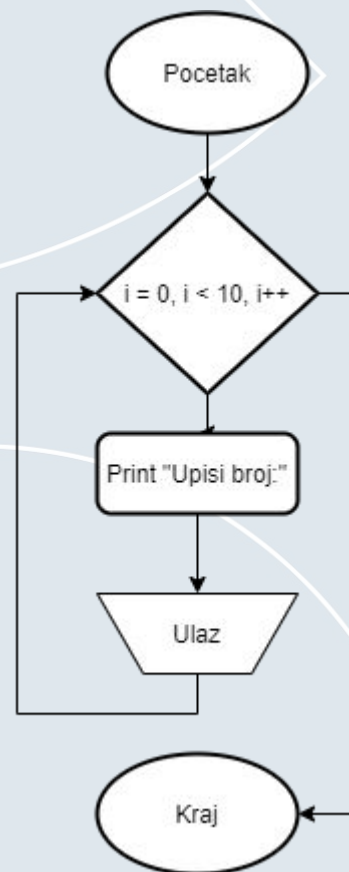 Pocetak
i = 0, i < 10, i++
Print "Upisi broj:"
Ulaz
Kraj